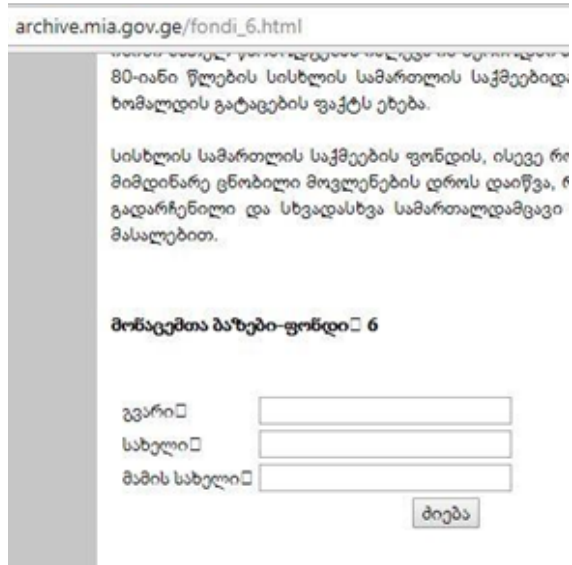 archive.mia.gov.ge/fondi_6.html
80-იანი წლების სისხლის სამართლის საქმეებიდა
ხომალდის გატაცების ფაქტს ეხება.
სისხლის სამართლის საქმეების ფონდის, ისევე რო
მიმდინარე ცნობილი მოვლენების დროს დაიწვა, რ
გადარჩენილი და სხვადასხვა სამართალდამცავი
მასალებით.
მონაცემთა ბაზები-ფონდი 6
გვარი
სახელი
მამის სახელი
ძიება